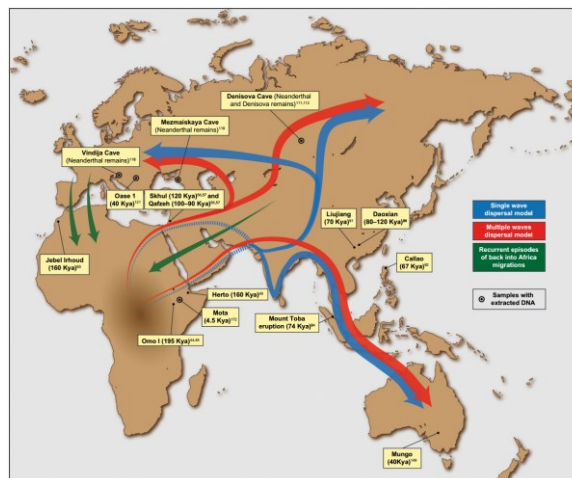 Denisova Cave (Neanderthal
and Denisova remains)
Mezmaiskaya Cave
(Neanderthal remains)
Vindija Cave
(Neanderthal remains)
Oase 1
(40 Kya)
Skhul (120 Kya) and
Qafseh (100–90 Kya)
Jebel Irhoud
(160 Kya)
Herto (160 Kya)
Mota
(4.5 Kya)
Omo I (195 Kya)
Liujiang
(70 Kya)
Daoxian
(80–120 Kya)
Callao
(67 Kya)
Mount Toba
eruption (74 Kya)
Mungo
(40Kya)
Single wave
dispersal model
Multiple waves
dispersal model
Recurrent episodes
of back into Africa
migrations
Samples with
extracted DNA